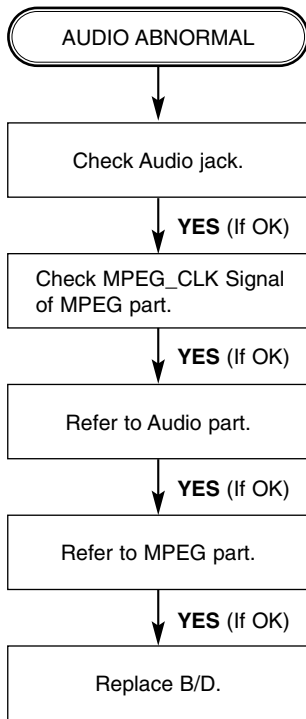 AUDIO ABNORMAL
Check Audio jack.
YES (If OK)
Check MPEG_CLK Signal
of MPEG part.
YES (If OK)
Refer to Audio part.
YES (If OK)
Refer to MPEG part.
YES (If OK)
Replace B/D.